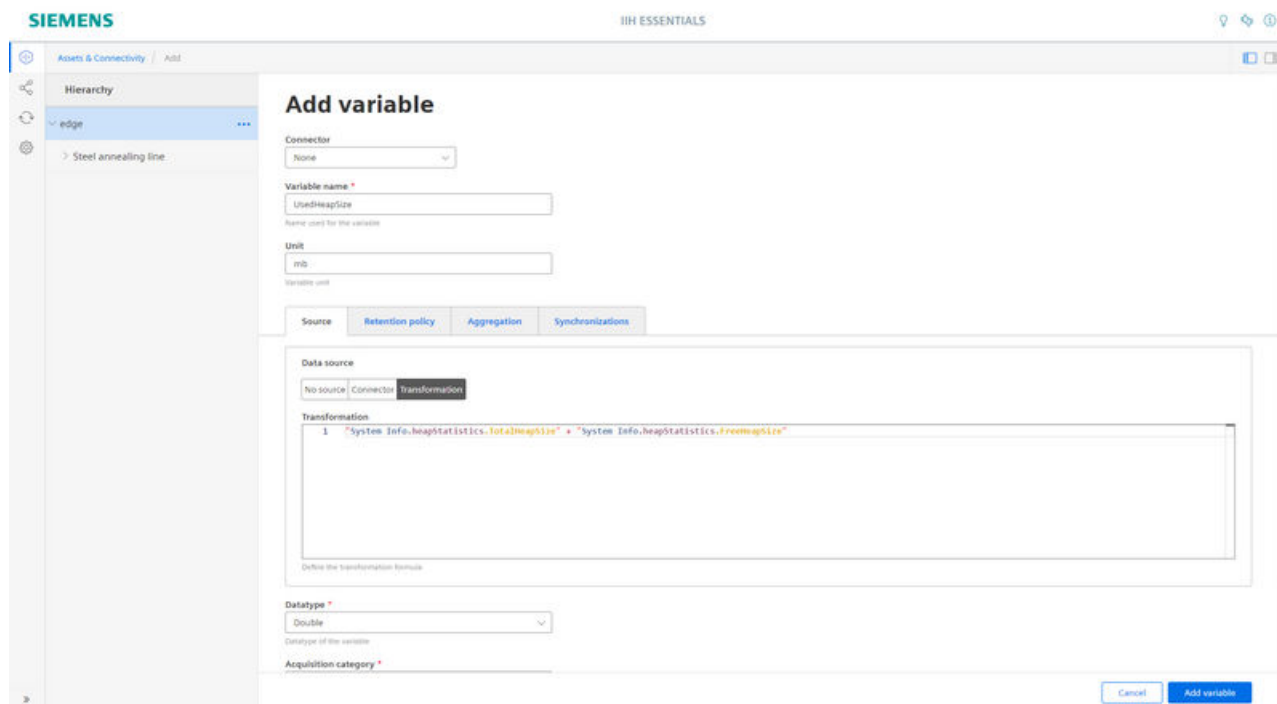 SIEMENS
IIH ESSENTIALS
Assets & Connectivity / Add
Hierarchy
edge
Steel annealing line
Add variable
Connector
None
Variable name *
UsedHeapSize
Name used for the variable
Unit
mb
Variable unit
Source Retention policy Aggregation Synchronizations
Data source
No source Connector Transformation
Transformation
1 "System Info.heapStatistics.TotalHeapSize" + "System Info.heapStatistics.FreeHeapSize"
Define the transformation formula
Datatype *
Double
Datatype of the variable
Acquisition category *
Cancel Add variable